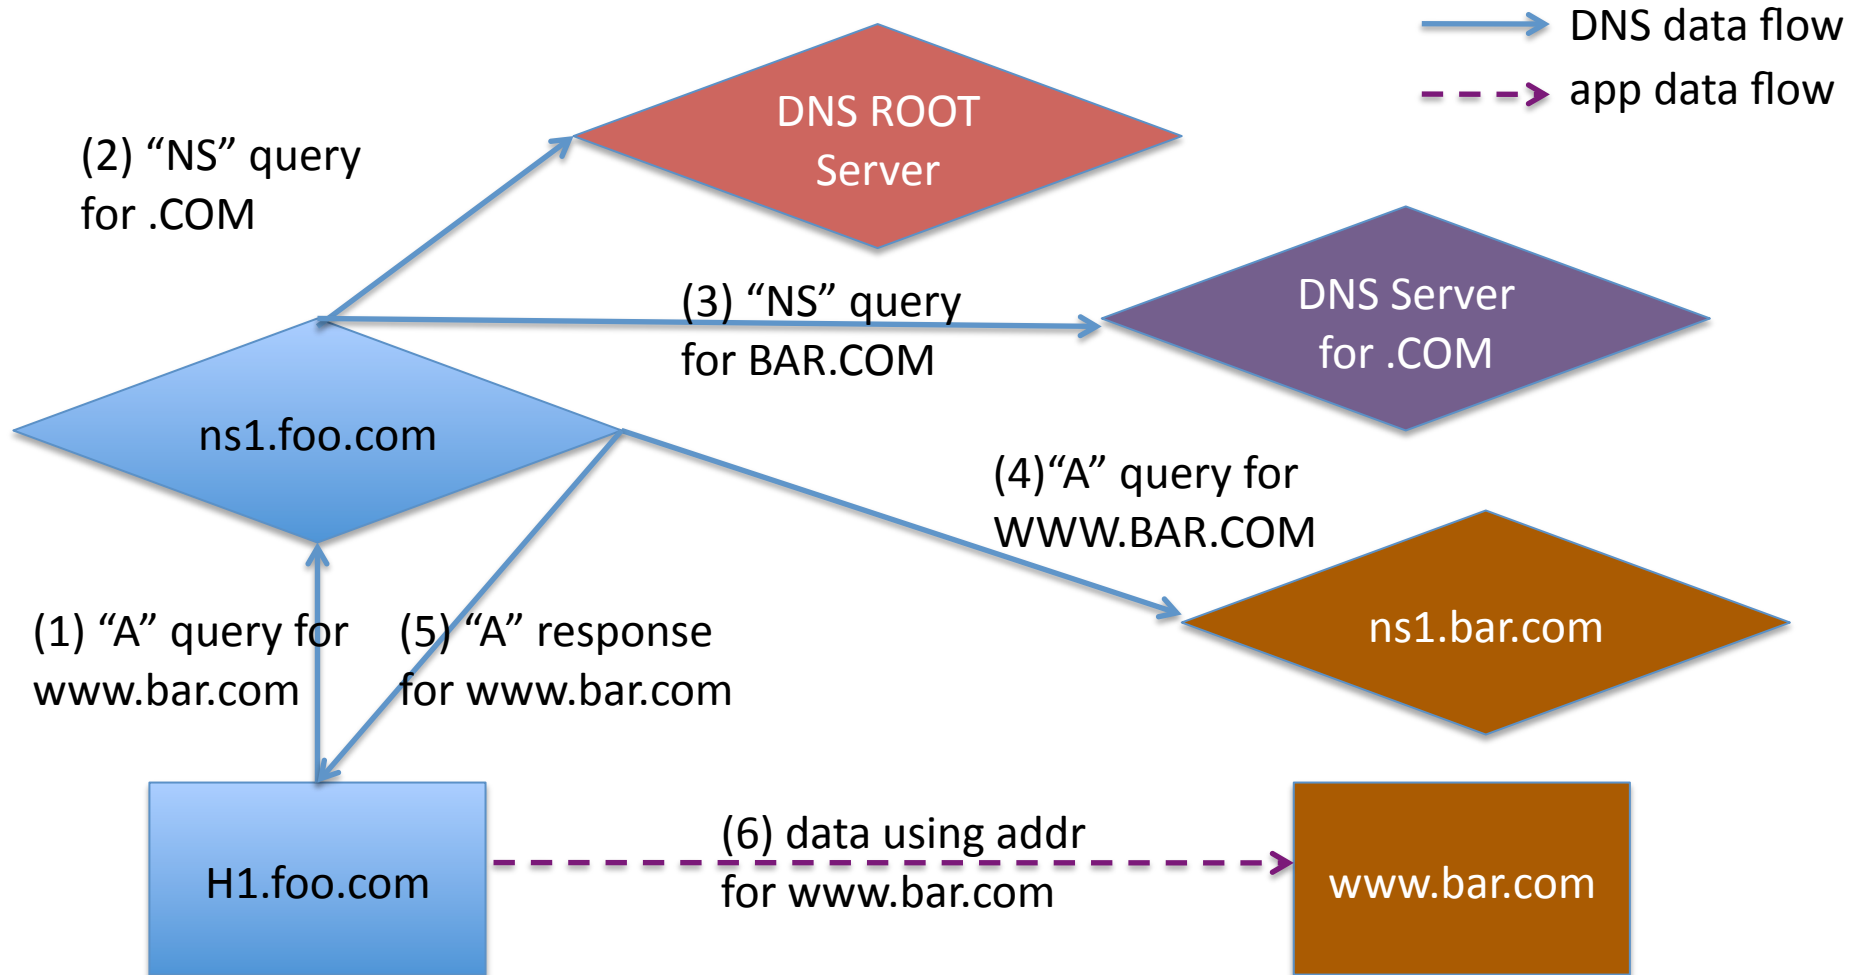 DNS data flow
app data flow
DNS ROOT
Server
(2) “NS” query
for .COM
(3) “NS” query
for BAR.COM
DNS Server
for .COM
ns1.foo.com
(4)“A” query for
WWW.BAR.COM
ns1.bar.com
(1) “A” query for
www.bar.com
(5) “A” response
for www.bar.com
H1.foo.com
(6) data using addr
for www.bar.com
www.bar.com